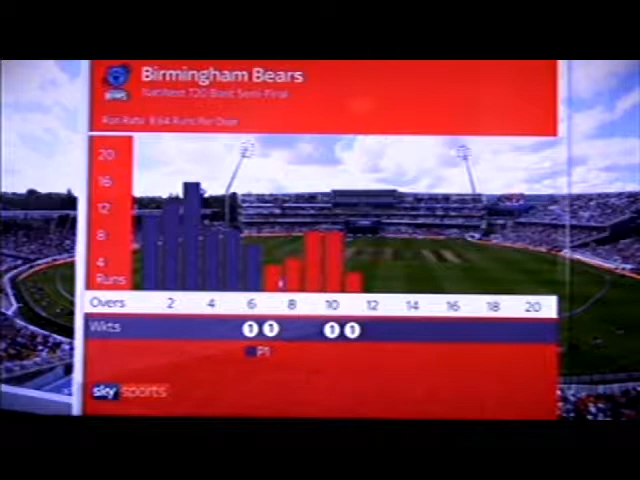 Birmingham Bears
NatWest T20 Blast Semi-Final
Run Rate: 8.64 Runs Per Over
20
16
12
8
4
Runs
Overs 2 4 6 8 10 12 14 16 18 20
Wkts 1 1 1 1
P1
sky sports